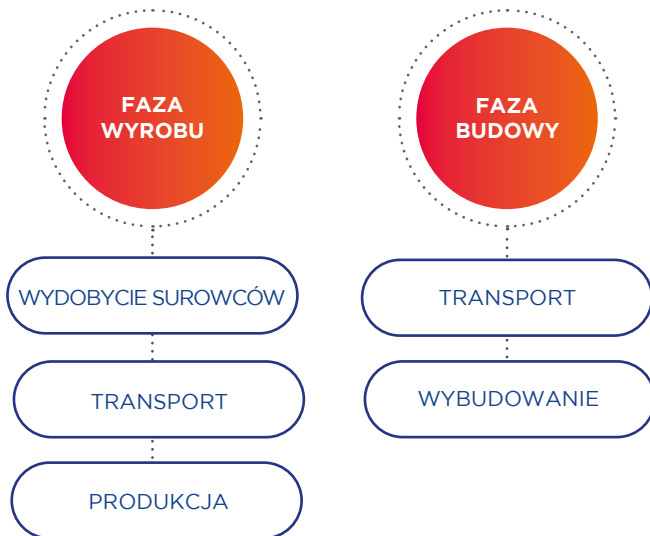 FAZA
WYROBU
WYDOBYCIE SUROWCÓW
TRANSPORT
PRODUKCJA
FAZA
BUDOWY
TRANSPORT
WYBUDOWANIE